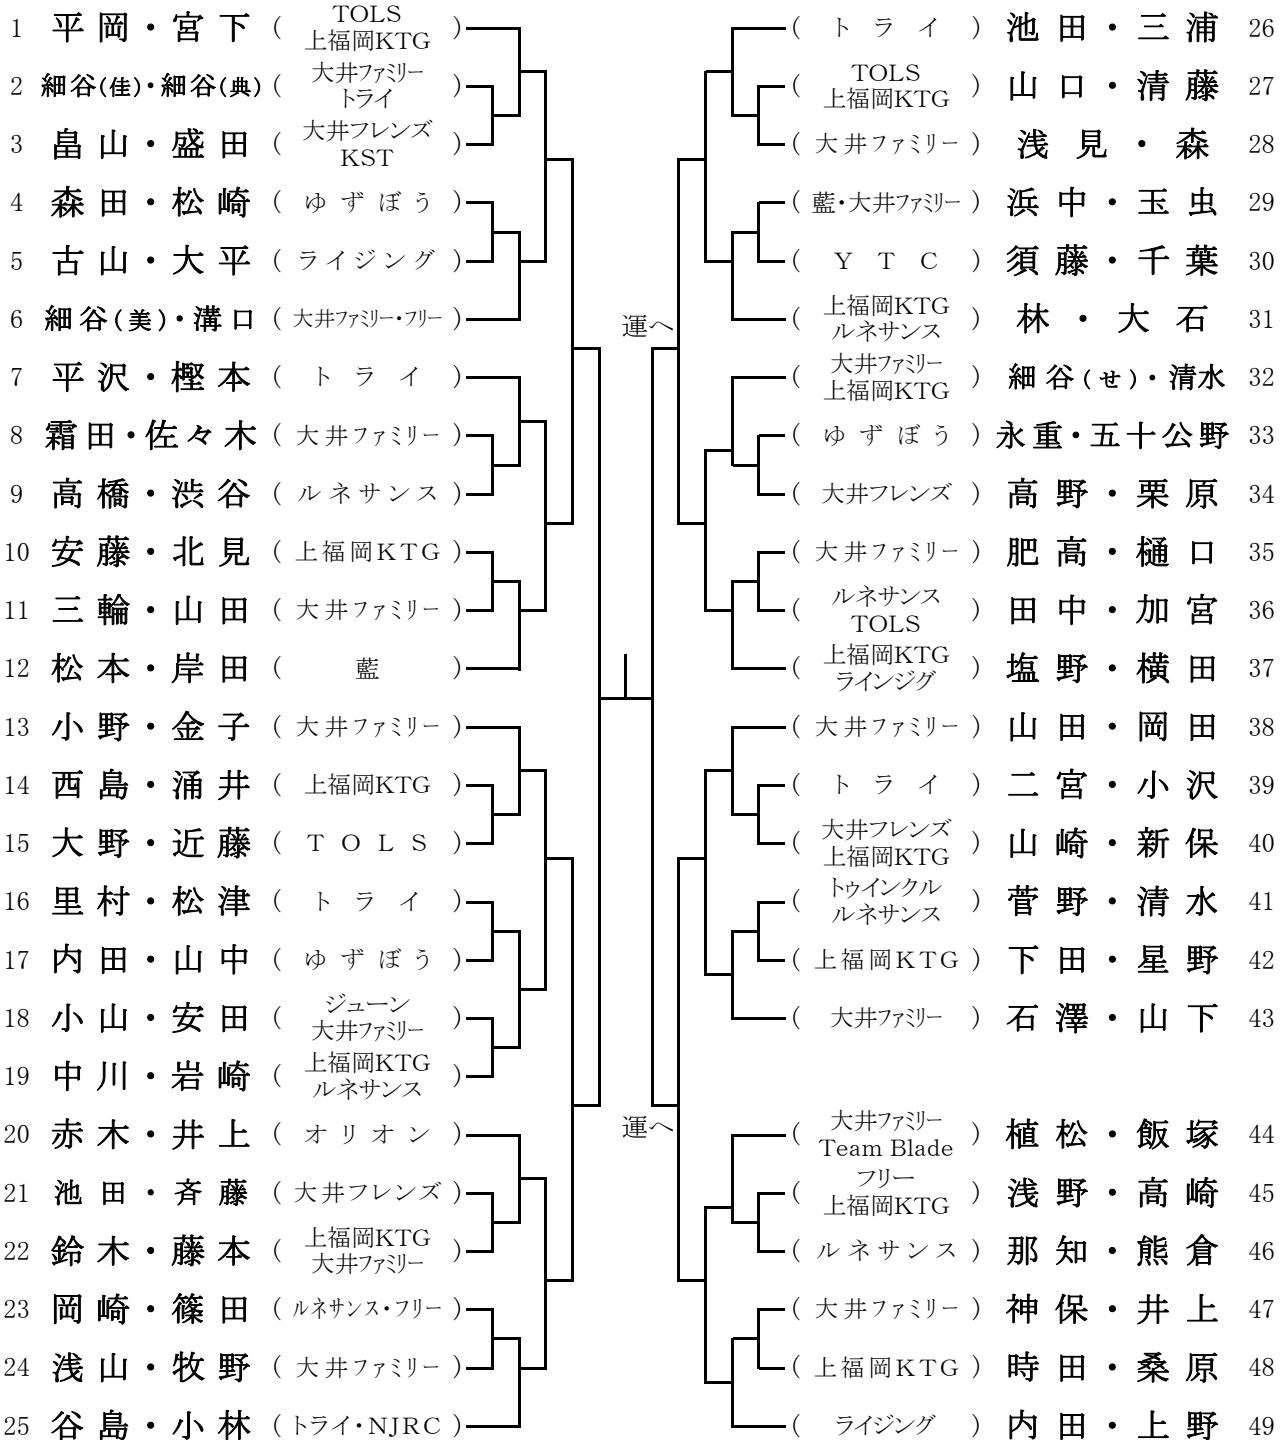 1 平岡・宮下 ( TOLS 上福岡KTG )
2 細谷(佳)・細谷(典) ( 大井ファミリー トライ )
3 畠山・盛田 ( 大井フレンズ KST )
4 森田・松崎 ( ゆずぼう )
5 古山・大平 ( ライジング )
6 細谷(美)・溝口 ( 大井ファミリー・フリー )
7 平沢・樫本 ( トライ )
8 霜田・佐々木 ( 大井ファミリー )
9 高橋・渋谷 ( ルネサンス )
10 安藤・北見 ( 上福岡KTG )
11 三輪・山田 ( 大井ファミリー )
12 松本・岸田 ( 藍 )
13 小野・金子 ( 大井ファミリー )
14 西島・涌井 ( 上福岡KTG )
15 大野・近藤 ( TOLS )
16 里村・松津 ( トライ )
17 内田・山中 ( ゆずぼう )
18 小山・安田 ( ジューン 大井ファミリー )
19 中川・岩崎 ( 上福岡KTG ルネサンス )
20 赤木・井上 ( オリオン )
21 池田・斉藤 ( 大井フレンズ )
22 鈴木・藤本 ( 上福岡KTG 大井ファミリー )
23 岡崎・篠田 ( ルネサンス・フリー )
24 浅山・牧野 ( 大井ファミリー )
25 谷島・小林 ( トライ・NJRC )
運へ
運へ
( トライ ) 池田・三浦 26
( TOLS 上福岡KTG ) 山口・清藤 27
( 大井ファミリー ) 浅見・森 28
( 藍・大井ファミリー ) 浜中・玉虫 29
( YTC ) 須藤・千葉 30
( 上福岡KTG ルネサンス ) 林・大石 31
( 大井ファミリー 上福岡KTG ) 細谷(せ)・清水 32
( ゆずぼう ) 永重・五十公野 33
( 大井フレンズ ) 高野・栗原 34
( 大井ファミリー ) 肥高・樋口 35
( ルネサンス TOLS ) 田中・加宮 36
( 上福岡KTG ラインジグ ) 塩野・横田 37
( 大井ファミリー ) 山田・岡田 38
( トライ ) 二宮・小沢 39
( 大井フレンズ 上福岡KTG ) 山崎・新保 40
( トゥインクル ルネサンス ) 菅野・清水 41
( 上福岡KTG ) 下田・星野 42
( 大井ファミリー ) 石澤・山下 43
( 大井ファミリー Team Blade ) 植松・飯塚 44
( フリー 上福岡KTG ) 浅野・高崎 45
( ルネサンス ) 那知・熊倉 46
( 大井ファミリー ) 神保・井上 47
( 上福岡KTG ) 時田・桑原 48
( ライジング ) 内田・上野 49